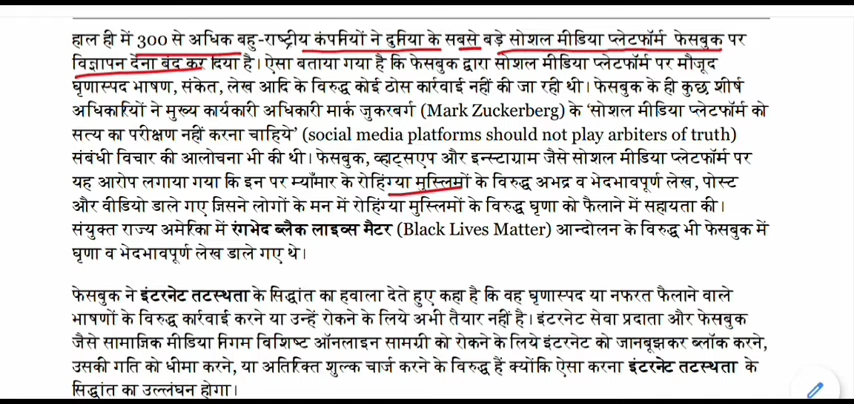 हाल ही में 300 से अधिक बहु-राष्ट्रीय कंपनियों ने दुनिया के सबसे बड़े सोशल मीडिया प्लेटफॉर्म फेसबुक पर
विज्ञापन देना बंद कर दिया है। ऐसा बताया गया है कि फेसबुक द्वारा सोशल मीडिया प्लेटफॉर्म पर मौजूद
घृणास्पद भाषण, संकेत, लेख आदि के विरुद्ध कोई ठोस कार्रवाई नहीं की जा रही थी। फेसबुक के ही कुछ शीर्ष
अधिकारियों ने मुख्य कार्यकारी अधिकारी मार्क जुकरबर्ग (Mark Zuckerberg) के ‘सोशल मीडिया प्लेटफॉर्म को
सत्य का परीक्षण नहीं करना चाहिये’ (social media platforms should not play arbiters of truth)
संबंधी विचार की आलोचना भी की थी। फेसबुक, व्हाट्सएप और इन्स्टाग्राम जैसे सोशल मीडिया प्लेटफॉर्म पर
यह आरोप लगाया गया कि इन पर म्याँमार के रोहिंग्या मुस्लिमों के विरुद्ध अभद्र व भेदभावपूर्ण लेख, पोस्ट
और वीडियो डाले गए जिसने लोगों के मन में रोहिंग्या मुस्लिमों के विरुद्ध घृणा को फैलाने में सहायता की।
संयुक्त राज्य अमेरिका में रंगभेद ब्लैक लाइव्स मैटर (Black Lives Matter) आन्दोलन के विरुद्ध भी फेसबुक में
घृणा व भेदभावपूर्ण लेख डाले गए थे।
फेसबुक ने इंटरनेट तटस्थता के सिद्धांत का हवाला देते हुए कहा है कि वह घृणास्पद या नफरत फैलाने वाले
भाषणों के विरुद्ध कार्रवाई करने या उन्हें रोकने के लिये अभी तैयार नहीं है। इंटरनेट सेवा प्रदाता और फेसबुक
जैसे सामाजिक मीडिया निगम विशिष्ट ऑनलाइन सामग्री को रोकने के लिये इंटरनेट को जानबूझकर ब्लॉक करने,
उसकी गति को धीमा करने, या अतिरिक्त शुल्क चार्ज करने के विरुद्ध हैं क्योंकि ऐसा करना इंटरनेट तटस्थता के
सिद्धांत का उल्लंघन होगा।